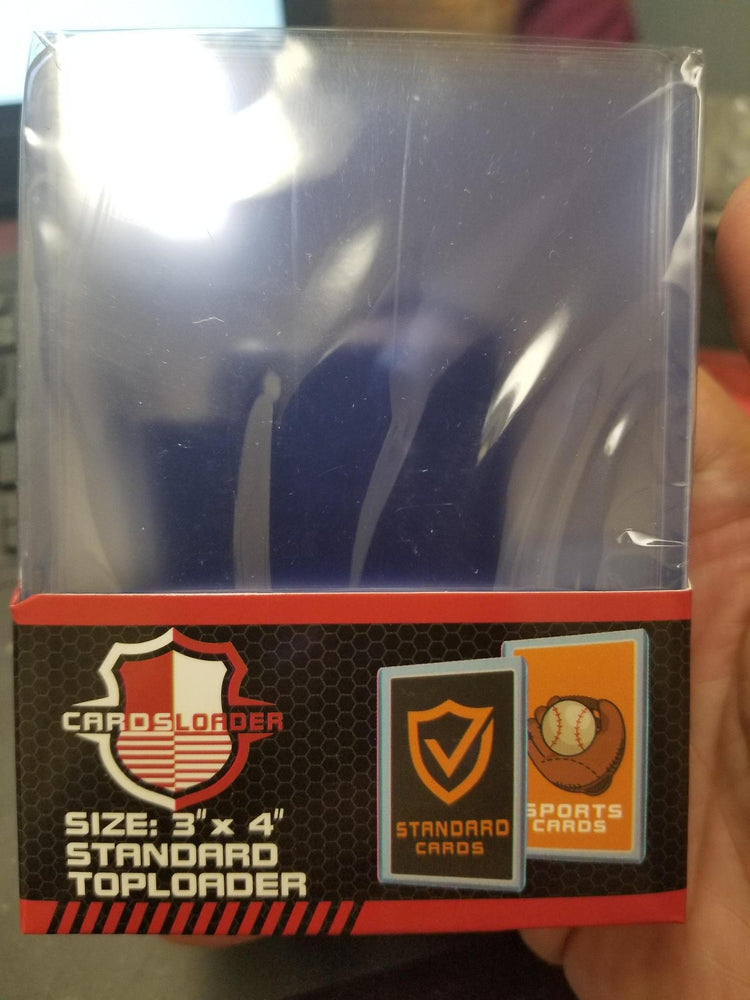 CARDSLOADER
SIZE: 3" x 4"
STANDARD
TOPLOADER
STANDARD
CARDS
SPORTS
CARDS